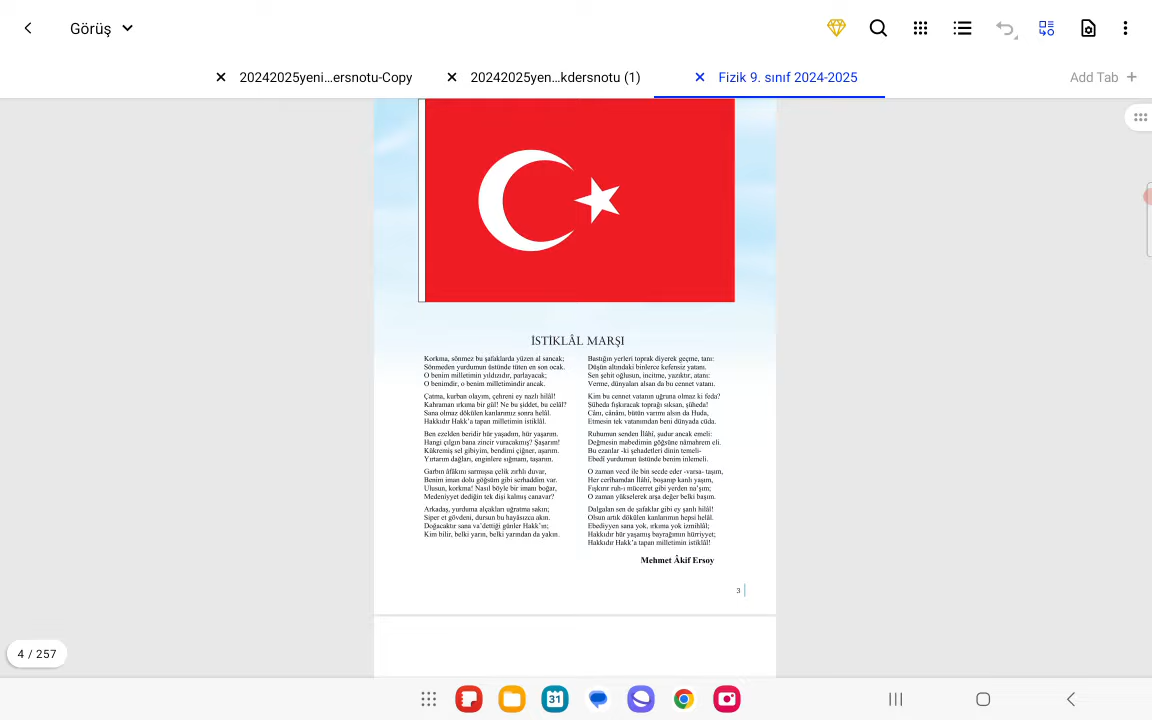 Görüş
20242025yeni...ersnotu-Copy
20242025yen...kdersnotu (1)
Fizik 9. sınıf 2024-2025
Add Tab +
İSTİKLÂL MARŞI
Korkma, sönmez bu şafaklarda yüzen al sancak;
Sönmeden yurdumun üstünde tüten en son ocak.
O benim milletimin yıldızıdır, parlayacak;
O benimdir, o benim milletimindir ancak.
Çatma, kurban olayım, çehreni ey nazlı hilâl!
Kahraman ırkıma bir gül! Ne bu şiddet, bu celâl?
Sana olmaz dökülen kanlarımız sonra helâl.
Hakkıdır Hakk'a tapan milletimin istiklâl.
Ben ezelden beridir hür yaşadım, hür yaşarım.
Hangi çılgın bana zincir vuracakmış? Şaşarım!
Kükremiş sel gibiyim, bendimi çiğner, aşarım.
Yırtarım dağları, enginlere sığmam, taşarım.
Garbın âfâkını sarmışsa çelik zırhlı duvar,
Benim iman dolu göğsüm gibi serhaddim var.
Ulusun, korkma! Nasıl böyle bir imanı boğar,
Medeniyyet dediğin tek dişi kalmış canavar?
Arkadaş, yurduma alçakları uğratma sakın;
Siper et gövdeni, dursun bu hayâsızca akın.
Doğacaktır sana va'dettiği günler Hakk'ın;
Kim bilir, belki yarın, belki yarından da yakın.
Bastığın yerleri toprak diyerek geçme, tanı:
Düşün altındaki binlerce kefensiz yatanı.
Sen şehit oğlusun, incitme, yazıktır, atanı:
Verme, dünyaları alsan da bu cennet vatanı.
Kim bu cennet vatanın uğruna olmaz ki feda?
Şüheda fışkıracak toprağı sıksan, şüheda!
Cânı, cânânı, bütün varımı alsın da Huda,
Etmesin tek vatanımdan beni dünyada cüda.
Ruhumun senden İlâhî, şudur ancak emeli:
Değmesin mabedimin göğsüne nâmahrem eli.
Bu ezanlar -ki şehadetleri dinin temeli-
Ebedî yurdumun üstünde benim inlemeli.
O zaman vecd ile bin secde eder -varsa- taşım,
Her cerihamdan İlâhî, boşanıp kanlı yaşım,
Fışkırır ruh-ı mücerret gibi yerden na'şım;
O zaman yükselerek arşa değer belki başım.
Dalgalan sen de şafaklar gibi ey şanlı hilâl!
Olsun artık dökülen kanlarımın hepsi helâl.
Ebediyyen sana yok, ırkıma yok izmihlâl;
Hakkıdır hür yaşamış bayrağımın hürriyet;
Hakkıdır Hakk'a tapan milletimin istiklâl!
Mehmet Âkif Ersoy
3
4 / 257
31